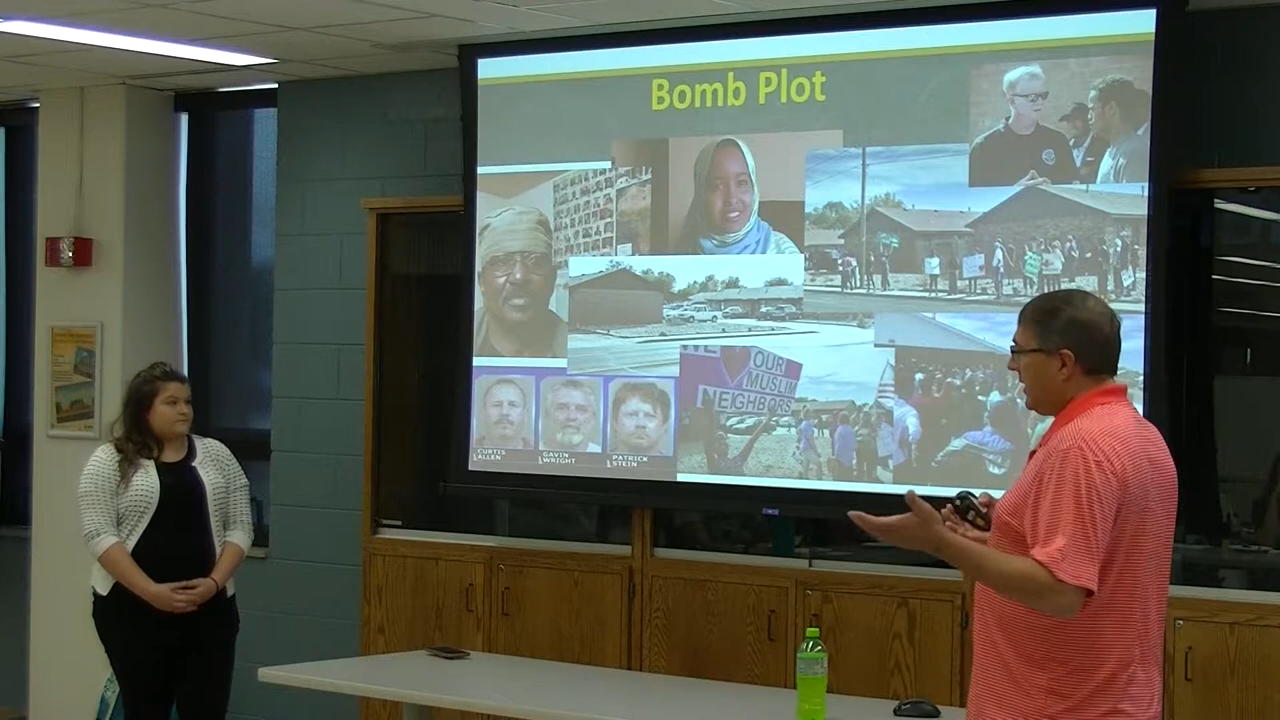 Bomb Plot
WE OUR
MUSLIM
NEIGHBORS
CURTIS
ALLEN
GAVIN
WRIGHT
PATRICK
STEIN